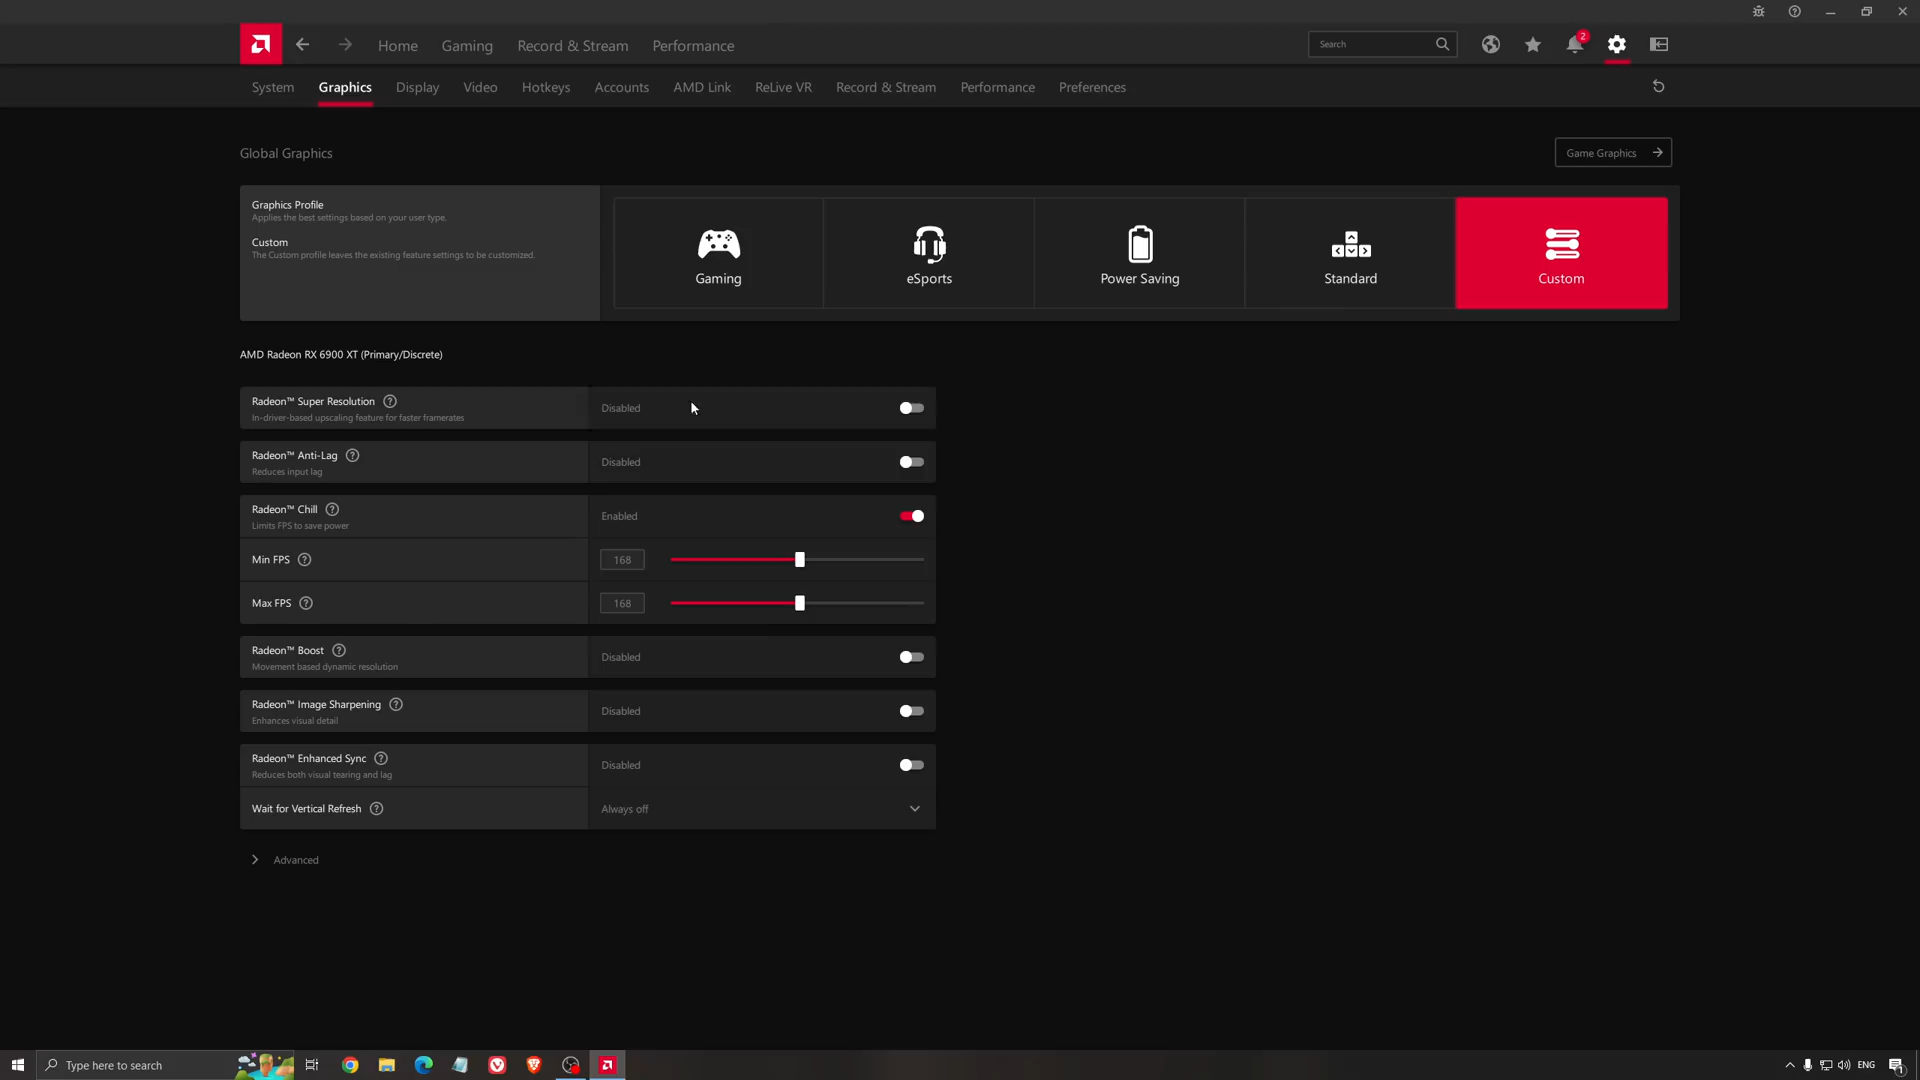 Home Gaming Record & Stream Performance Search 2
System Graphics Display Video Hotkeys Accounts AMD Link ReLive VR Record & Stream Performance Preferences
Global Graphics
Game Graphics
Graphics Profile
Applies the best settings based on your user type.
Custom
The Custom profile leaves the existing feature settings to be customized.
Gaming eSports Power Saving Standard Custom
AMD Radeon RX 6900 XT (Primary/Discrete)
Radeon™ Super Resolution
In-driver-based upscaling feature for faster framerates
Disabled
Radeon™ Anti-Lag
Reduces input lag
Disabled
Radeon™ Chill
Limits FPS to save power
Enabled
Min FPS 168
Max FPS 168
Radeon™ Boost
Movement based dynamic resolution
Disabled
Radeon™ Image Sharpening
Enhances visual detail
Disabled
Radeon™ Enhanced Sync
Reduces both visual tearing and lag
Disabled
Wait for Vertical Refresh Always off
Advanced
Type here to search ENG 1